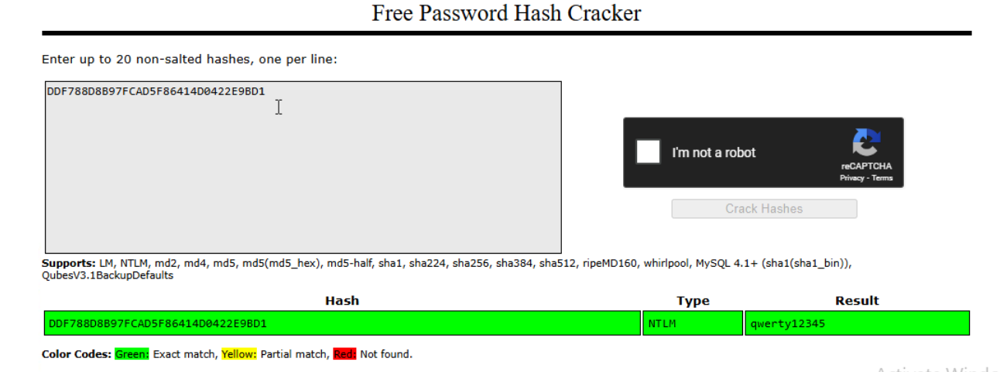 Free Password Hash Cracker
Enter up to 20 non-salted hashes, one per line:
DDF788D8B97FCAD5F86414D0422E9BD1
I'm not a robot
reCAPTCHA
Privacy - Terms
Crack Hashes
Supports: LM, NTLM, md2, md4, md5, md5(md5_hex), md5-half, sha1, sha224, sha256, sha384, sha512, ripeMD160, whirlpool, MySQL 4.1+ (sha1(sha1_bin)),
QubesV3.1BackupDefaults
Hash Type Result
DDF788D8B97FCAD5F86414D0422E9BD1 NTLM qwerty12345
Color Codes: Green: Exact match, Yellow: Partial match, Red: Not found.